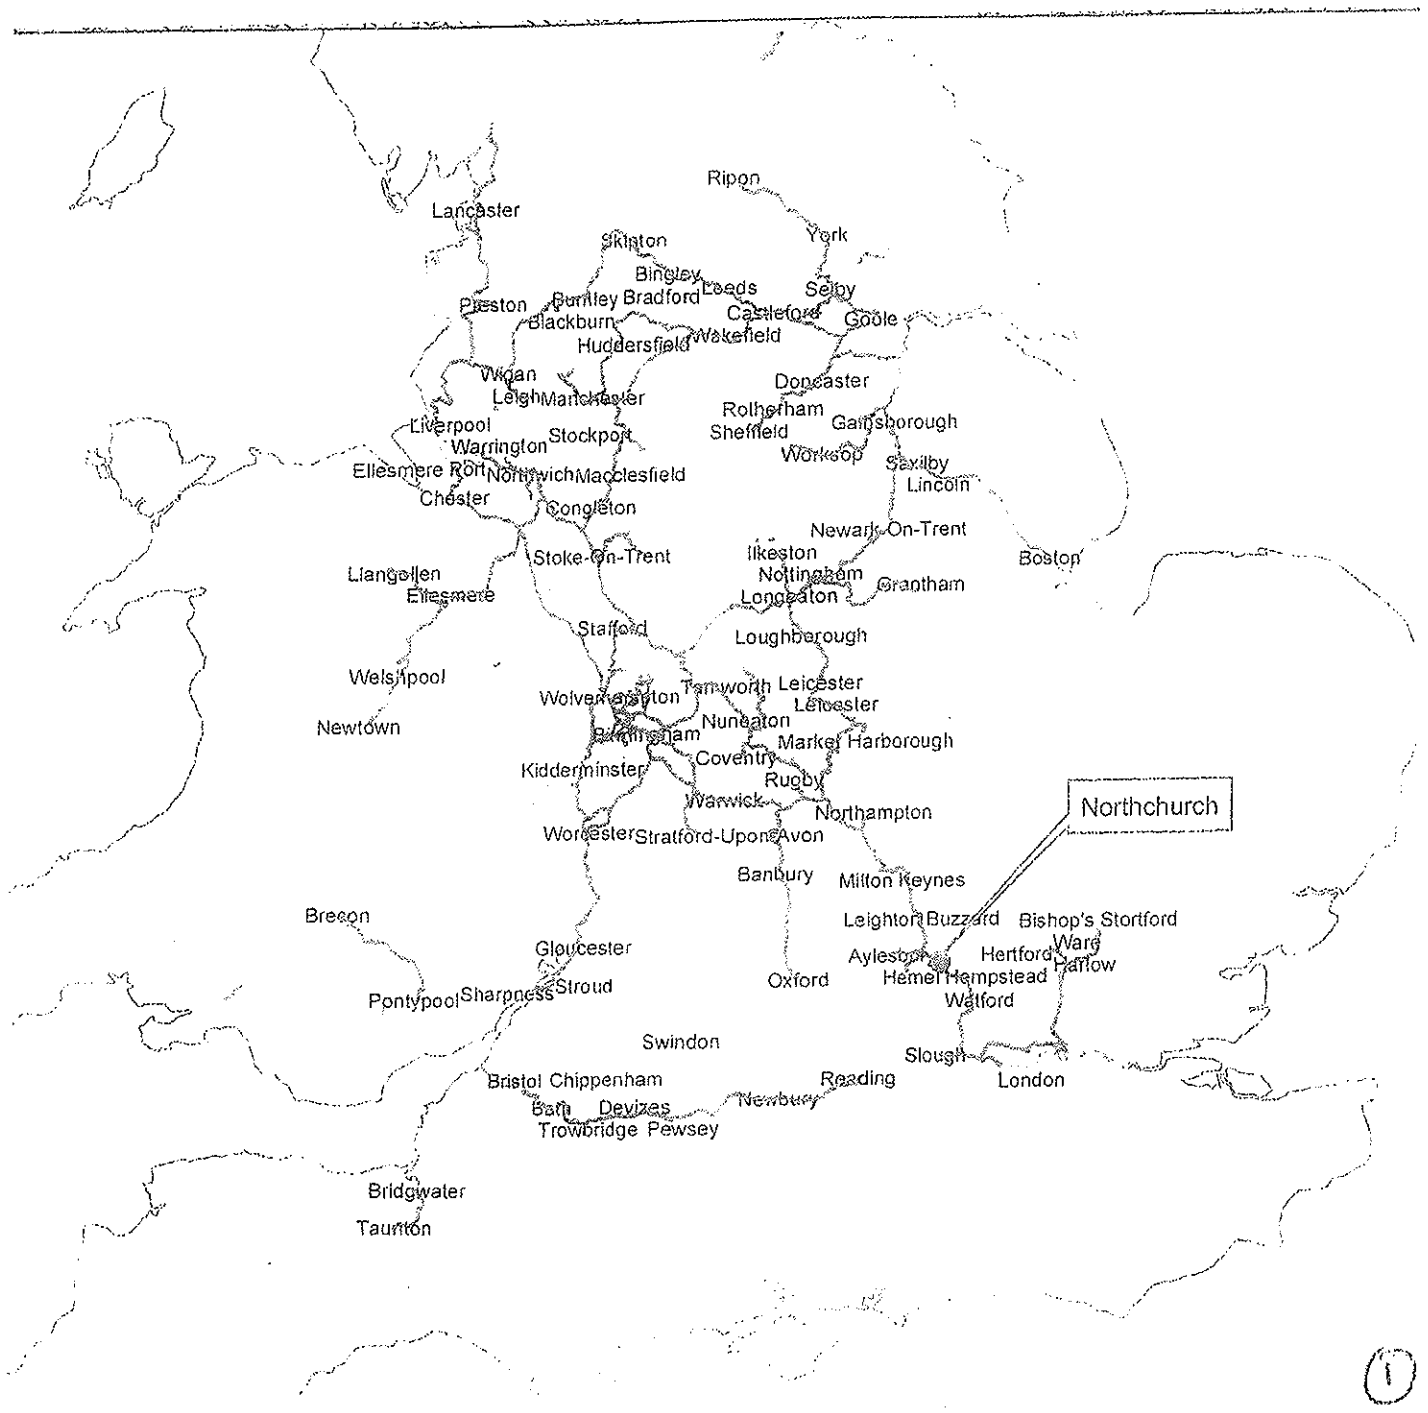 Ripon
Lancaster
York
Skipton
Bingley
Leeds
Selby
Preston
Burnley
Bradford
Castleford
Goole
Blackburn
Wakefield
Huddersfield
Wigan
Doncaster
Leigh
Manchester
Rotherham
Gainsborough
Liverpool
Stockport
Sheffield
Warrington
Worksop
Saxilby
Ellesmere Port
Northwich
Macclesfield
Lincoln
Chester
Congleton
Newark-On-Trent
Stoke-On-Trent
Ilkeston
Boston
Llangollen
Nottingham
Grantham
Ellesmere
Longeaton
Stafford
Loughborough
Welshpool
Wolverhampton
Tamworth
Leicester
Leicester
Newtown
Nuneaton
Birmingham
Market Harborough
Kidderminster
Coventry
Rugby
Warwick
Northampton
Northchurch
Worcester
Stratford-Upon-Avon
Banbury
Milton Keynes
Brecon
Leighton Buzzard
Bishop's Stortford
Gloucester
Ware
Aylesbury
Hertford
Harlow
Hemel Hempstead
Oxford
Pontypool
Sharpness
Stroud
Watford
Swindon
Slough
Bristol
Chippenham
Reading
London
Bath
Devizes
Newbury
Trowbridge
Pewsey
Bridgwater
Taunton
1